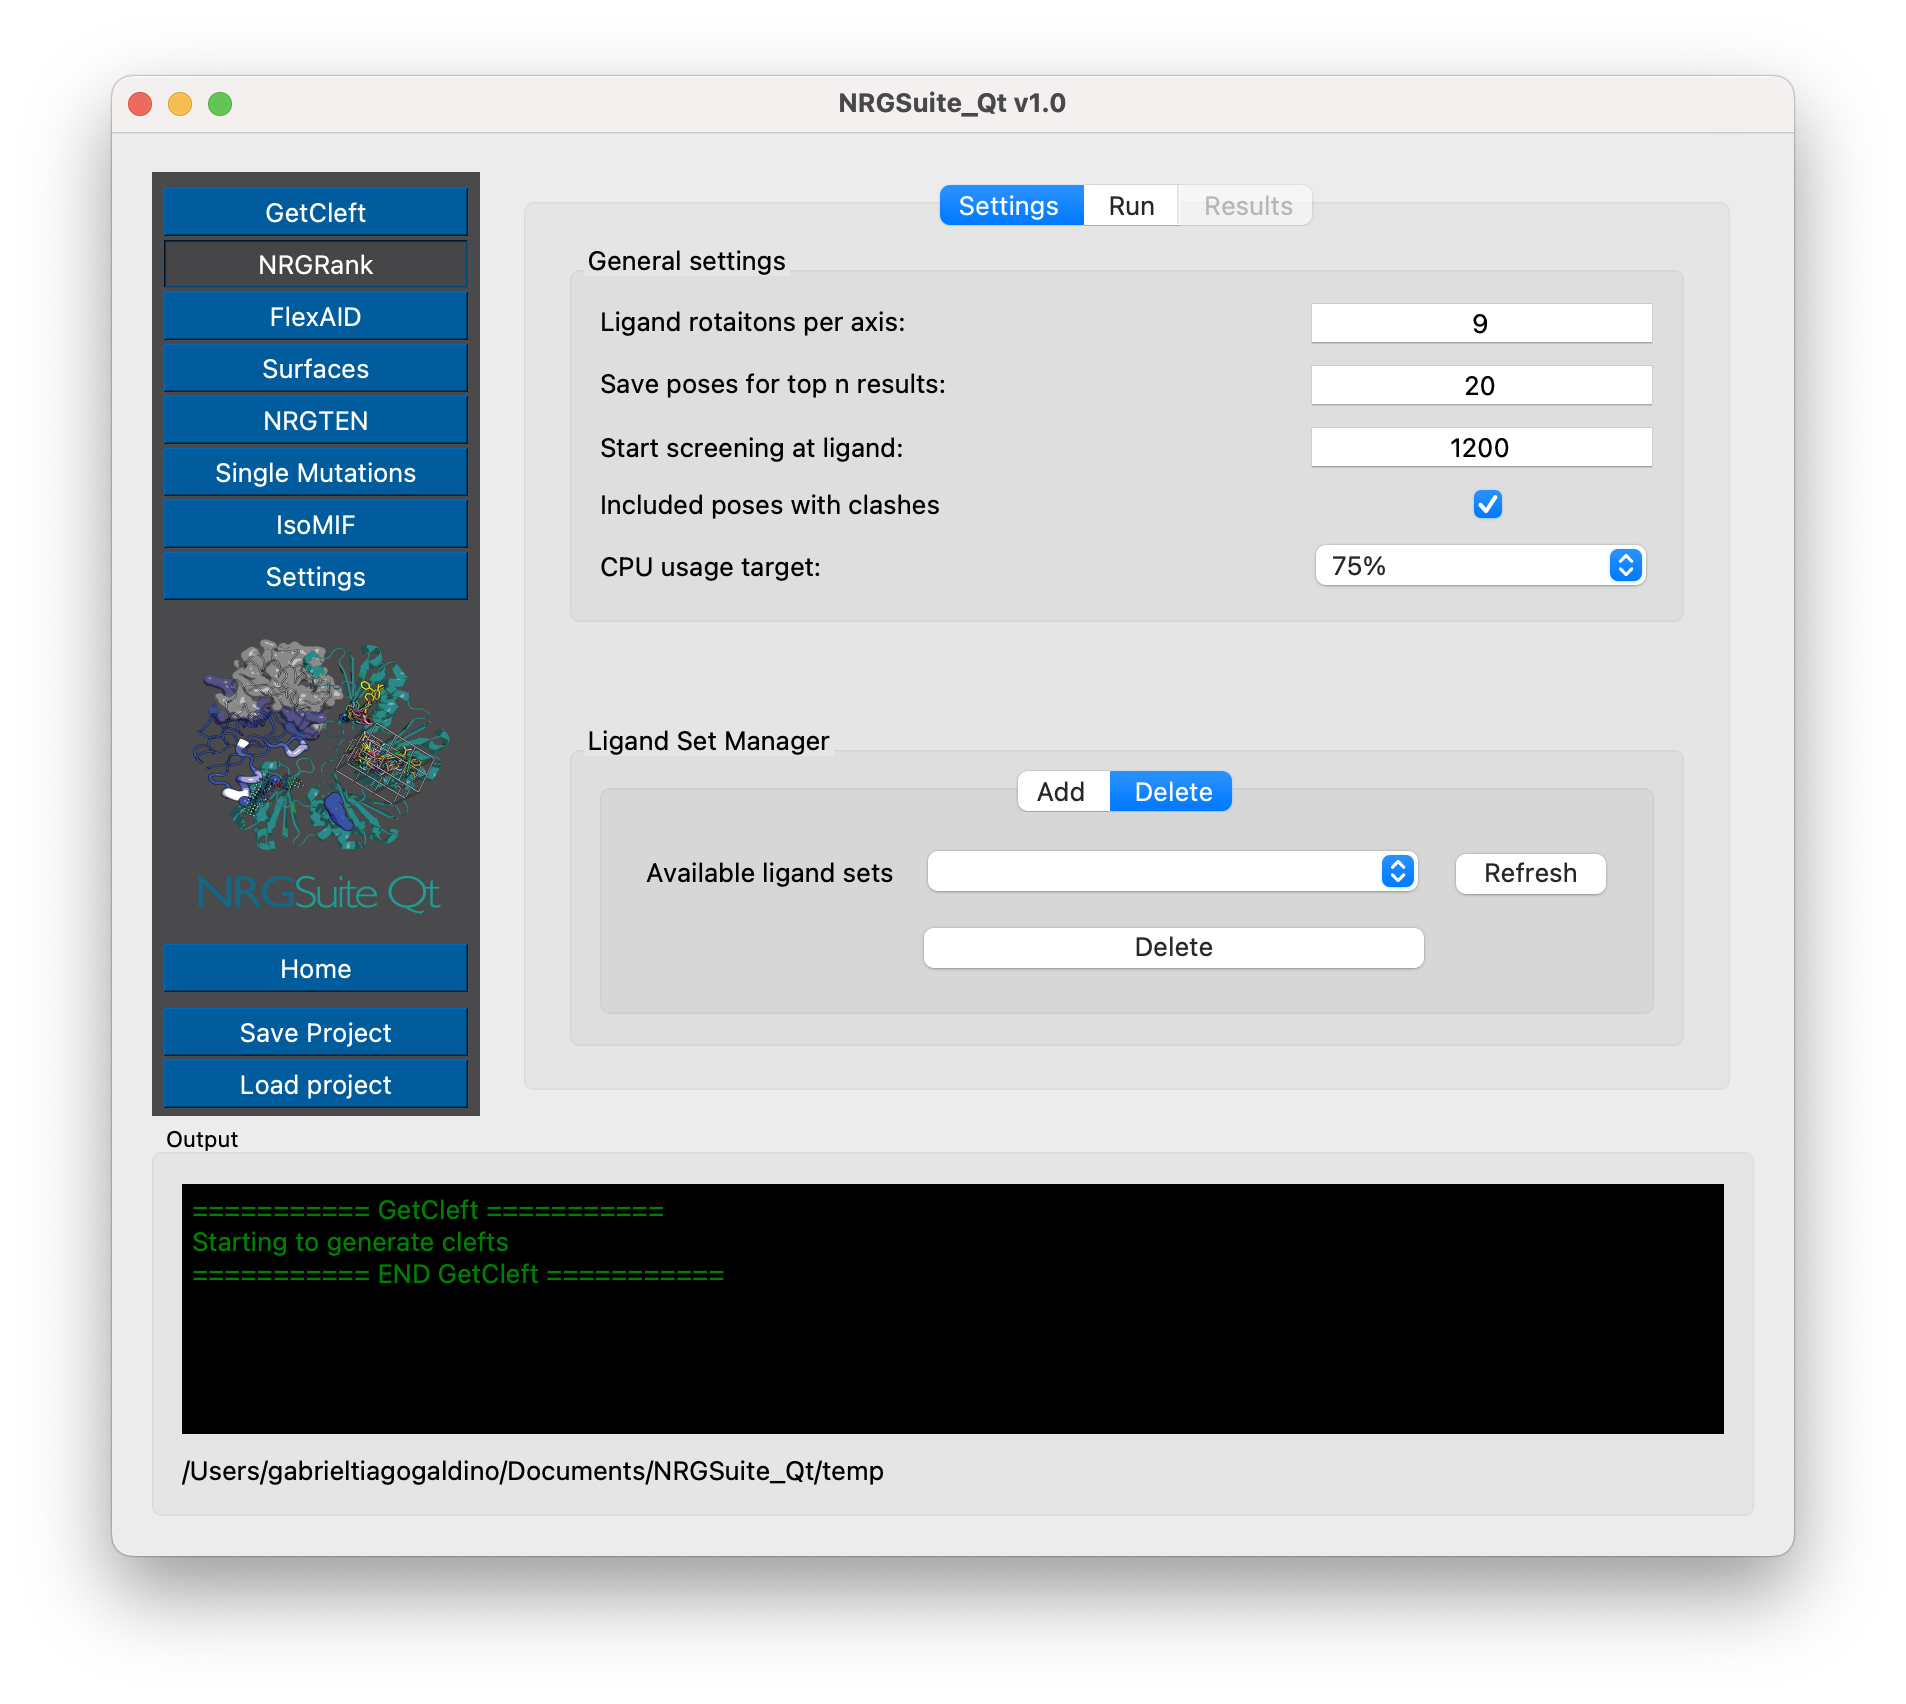 NRGSuite_Qt v1.0
GetCleft
NRGRank
FlexAID
Surfaces
NRGTEN
Single Mutations
IsoMIF
Settings
NRGSuite Qt
Home
Save Project
Load project
Settings Run Results
General settings
Ligand rotaitons per axis: 9
Save poses for top n results: 20
Start screening at ligand: 1200
Included poses with clashes
CPU usage target: 75%
Ligand Set Manager
Add Delete
Available ligand sets Refresh
Delete
Output
=========== GetCleft ===========
Starting to generate clefts
=========== END GetCleft ===========
/Users/gabrieltiagogaldino/Documents/NRGSuite_Qt/temp